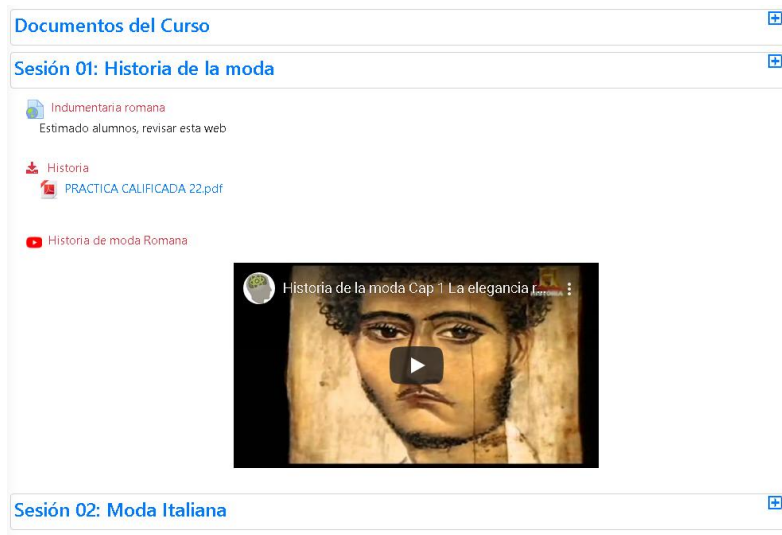 Documentos del Curso
Sesión 01: Historia de la moda
Indumentaria romana
Estimado alumnos, revisar esta web
Historia
PRACTICA CALIFICADA 22.pdf
Historia de moda Romana
Historia de la moda Cap 1 La elegancia r...
HISTORIA
Sesión 02: Moda Italiana